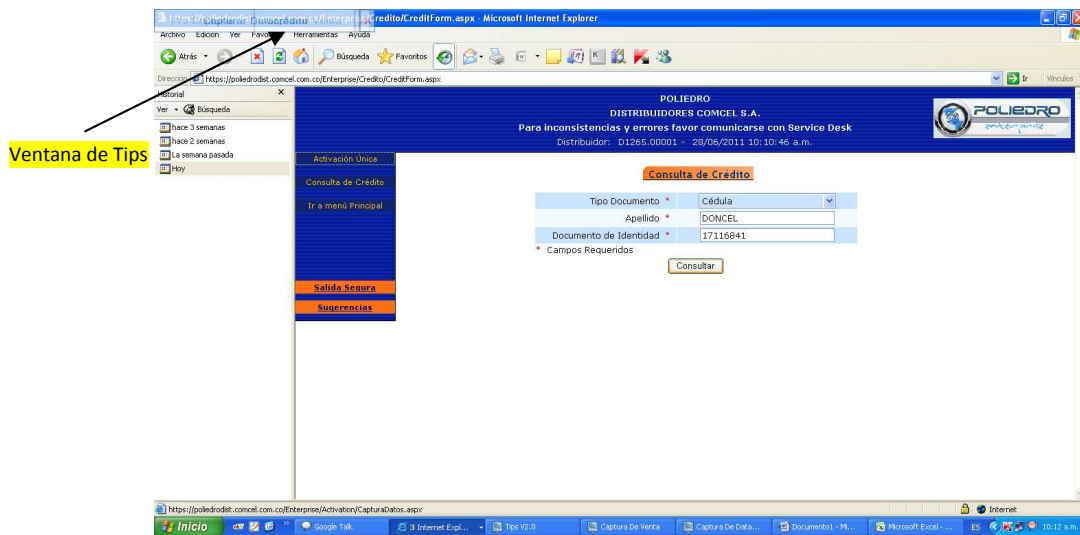 Capturar Datacrédito
https://poliedrodist.comcel.com.co/Enterprise/Credito/CreditForm.aspx - Microsoft Internet Explorer
Archivo Edición Ver Favoritos Herramientas Ayuda
Atrás Búsqueda Favoritos
Dirección https://poliedrodist.comcel.com.co/Enterprise/Credito/CreditForm.aspx Ir Vínculos
Historial
Ver Búsqueda
hace 3 semanas
hace 2 semanas
La semana pasada
Hoy
Ventana de Tips
POLIEDRO
DISTRIBUIDORES COMCEL S.A.
Para inconsistencias y errores favor comunicarse con Service Desk
Distribuidor: D1265.00001 - 28/06/2011 10:10:46 a.m.
POLIEDRO
Activación Única
Consulta de Crédito
Ir a menú Principal
Salida Segura
Sugerencias
Consulta de Crédito
Tipo Documento * Cédula
Apellido * DONCEL
Documento de Identidad * 17116841
* Campos Requeridos
Consultar
https://poliedrodist.comcel.com.co/Enterprise/Activation/CapturaDatos.aspx Internet
Inicio Google Talk 3 Internet Expl... Tips V2.0 Captura De Venta Captura De Data... Documento1 - Mi... Microsoft Excel - ... ES 10:12 a.m.